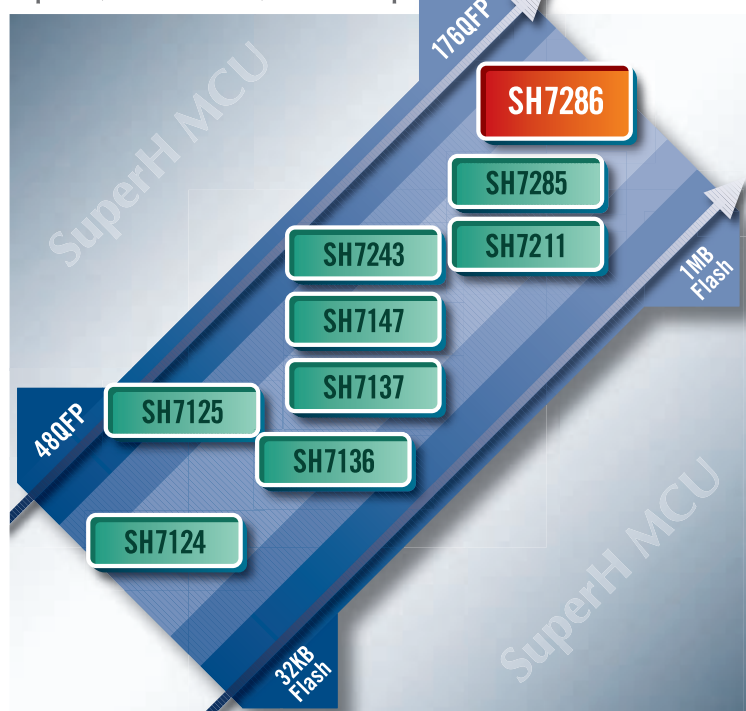 176QFP
SuperH MCU
SH7286
SH7285
SH7243
SH7211
1MB
Flash
SH7147
SH7137
48QFP
SH7125
SH7136
SH7124
SuperH MCU
32KB
Flash